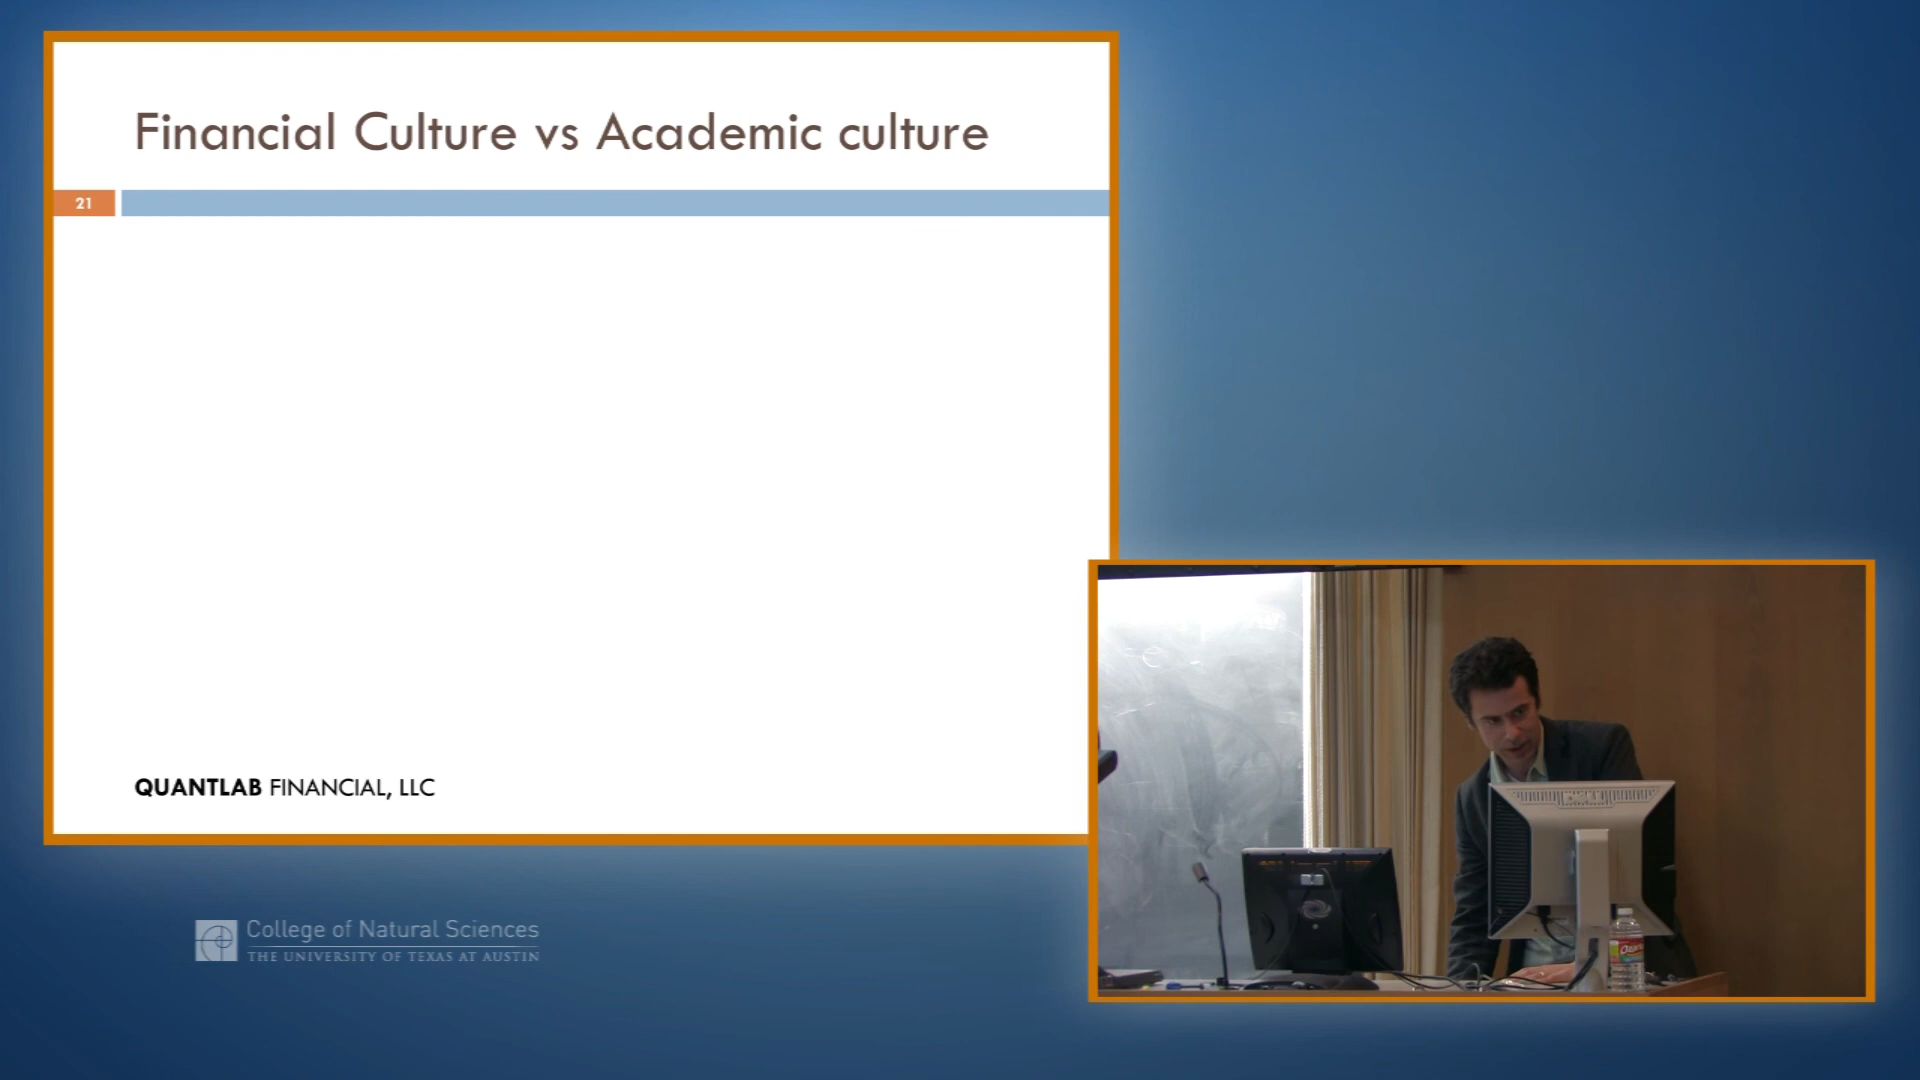 Financial Culture vs Academic culture
21
QUANTLAB FINANCIAL, LLC
College of Natural Sciences
THE UNIVERSITY OF TEXAS AT AUSTIN